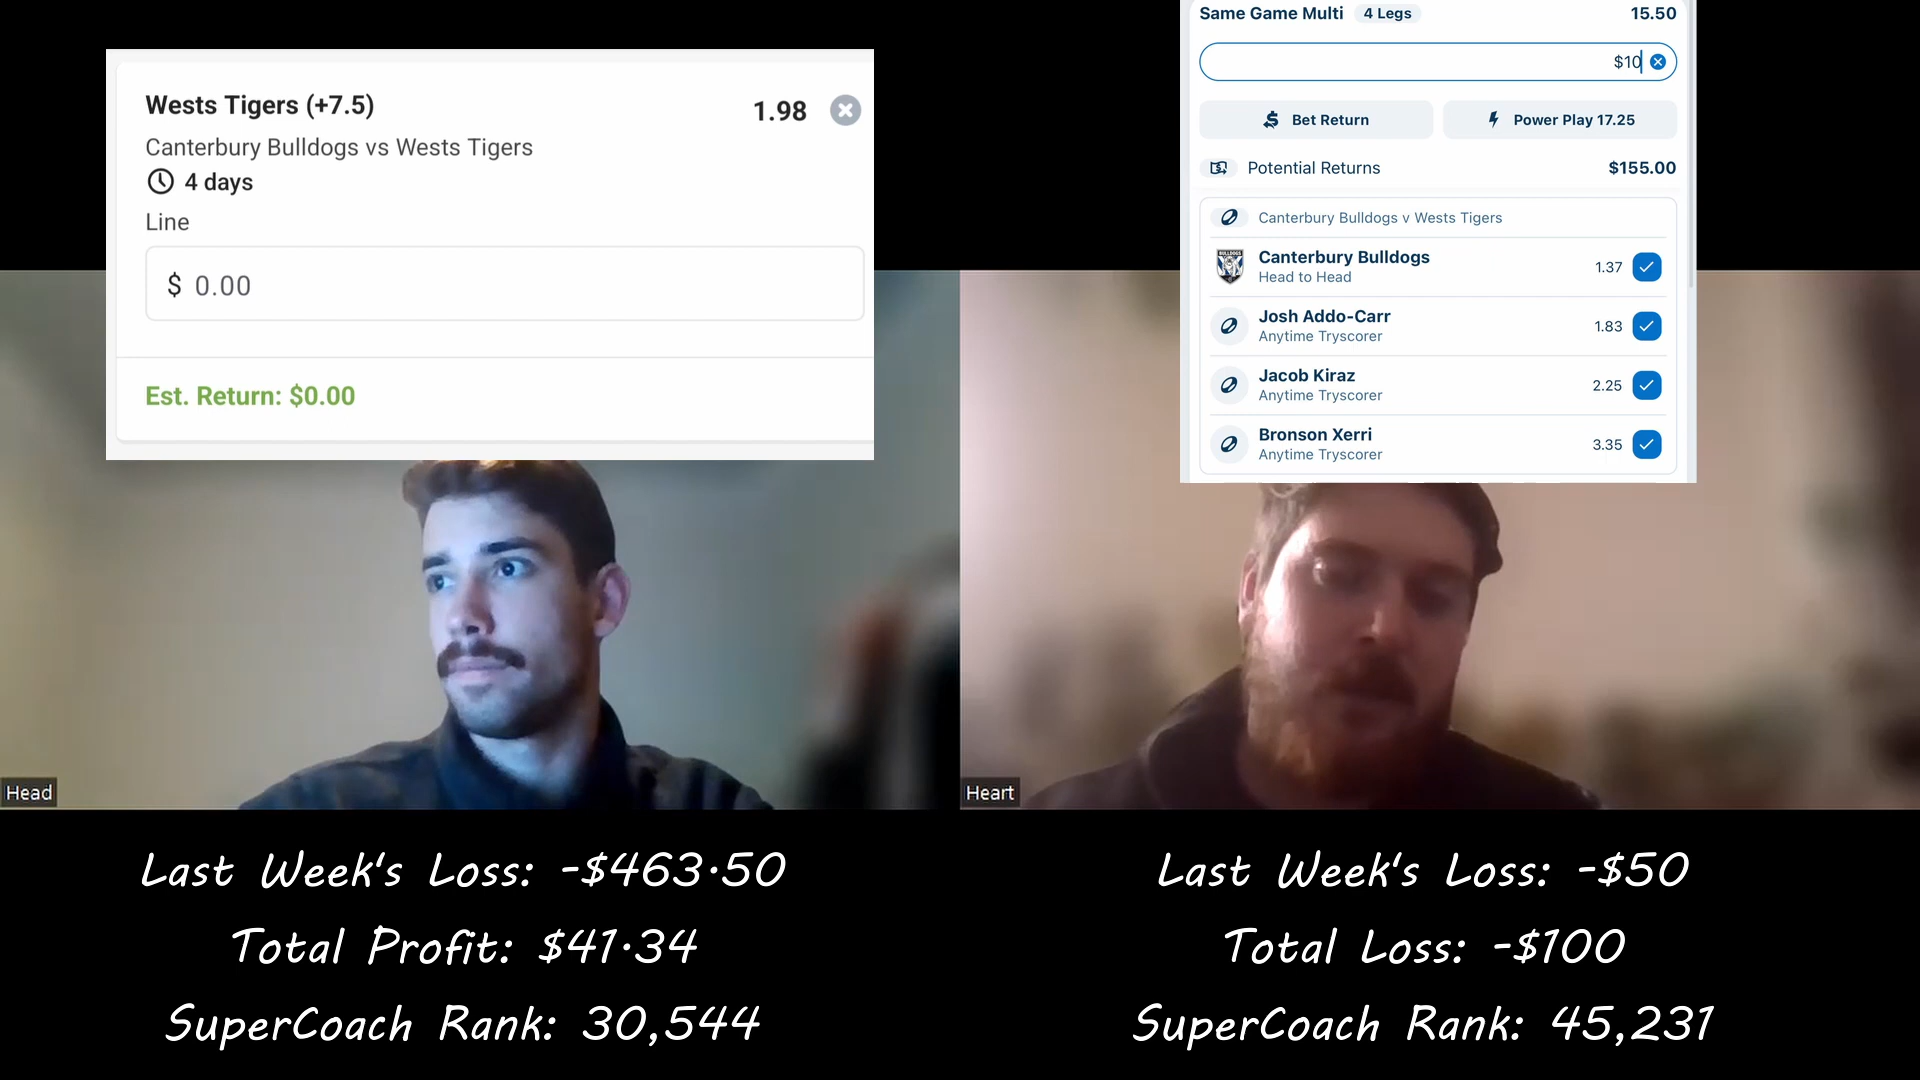 Wests Tigers (+7.5) 1.98
Canterbury Bulldogs vs Wests Tigers
4 days
Line
$ 0.00
Est. Return: $0.00
Same Game Multi 4 Legs 15.50
$10
Bet Return Power Play 17.25
Potential Returns $155.00
Canterbury Bulldogs v Wests Tigers
BULLDOGS
Canterbury Bulldogs 1.37
Head to Head
Josh Addo-Carr 1.83
Anytime Tryscorer
Jacob Kiraz 2.25
Anytime Tryscorer
Bronson Xerri 3.35
Anytime Tryscorer
Head
Heart
Last Week's Loss: -$463.50
Total Profit: $41.34
SuperCoach Rank: 30,544
Last Week's Loss: -$50
Total Loss: -$100
SuperCoach Rank: 45,231